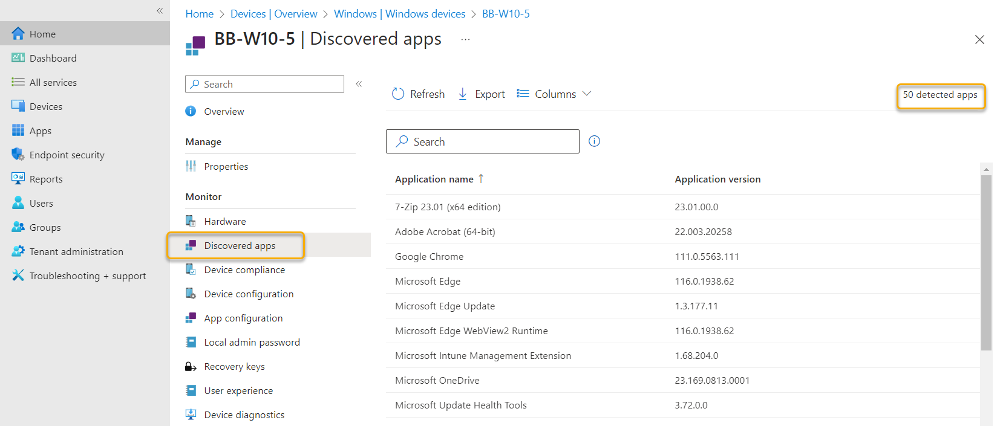 Home
Dashboard
All services
Devices
Apps
Endpoint security
Reports
Users
Groups
Tenant administration
Troubleshooting + support
Home > Devices | Overview > Windows | Windows devices > BB-W10-5
BB-W10-5 | Discovered apps ...
Search
Overview
Manage
Properties
Monitor
Hardware
Discovered apps
Device compliance
Device configuration
App configuration
Local admin password
Recovery keys
User experience
Device diagnostics
Refresh Export Columns
50 detected apps
Search
Application name ↑ Application version
7-Zip 23.01 (x64 edition) 23.01.00.0
Adobe Acrobat (64-bit) 22.003.20258
Google Chrome 111.0.5563.111
Microsoft Edge 116.0.1938.62
Microsoft Edge Update 1.3.177.11
Microsoft Edge WebView2 Runtime 116.0.1938.62
Microsoft Intune Management Extension 1.68.204.0
Microsoft OneDrive 23.169.0813.0001
Microsoft Update Health Tools 3.72.0.0